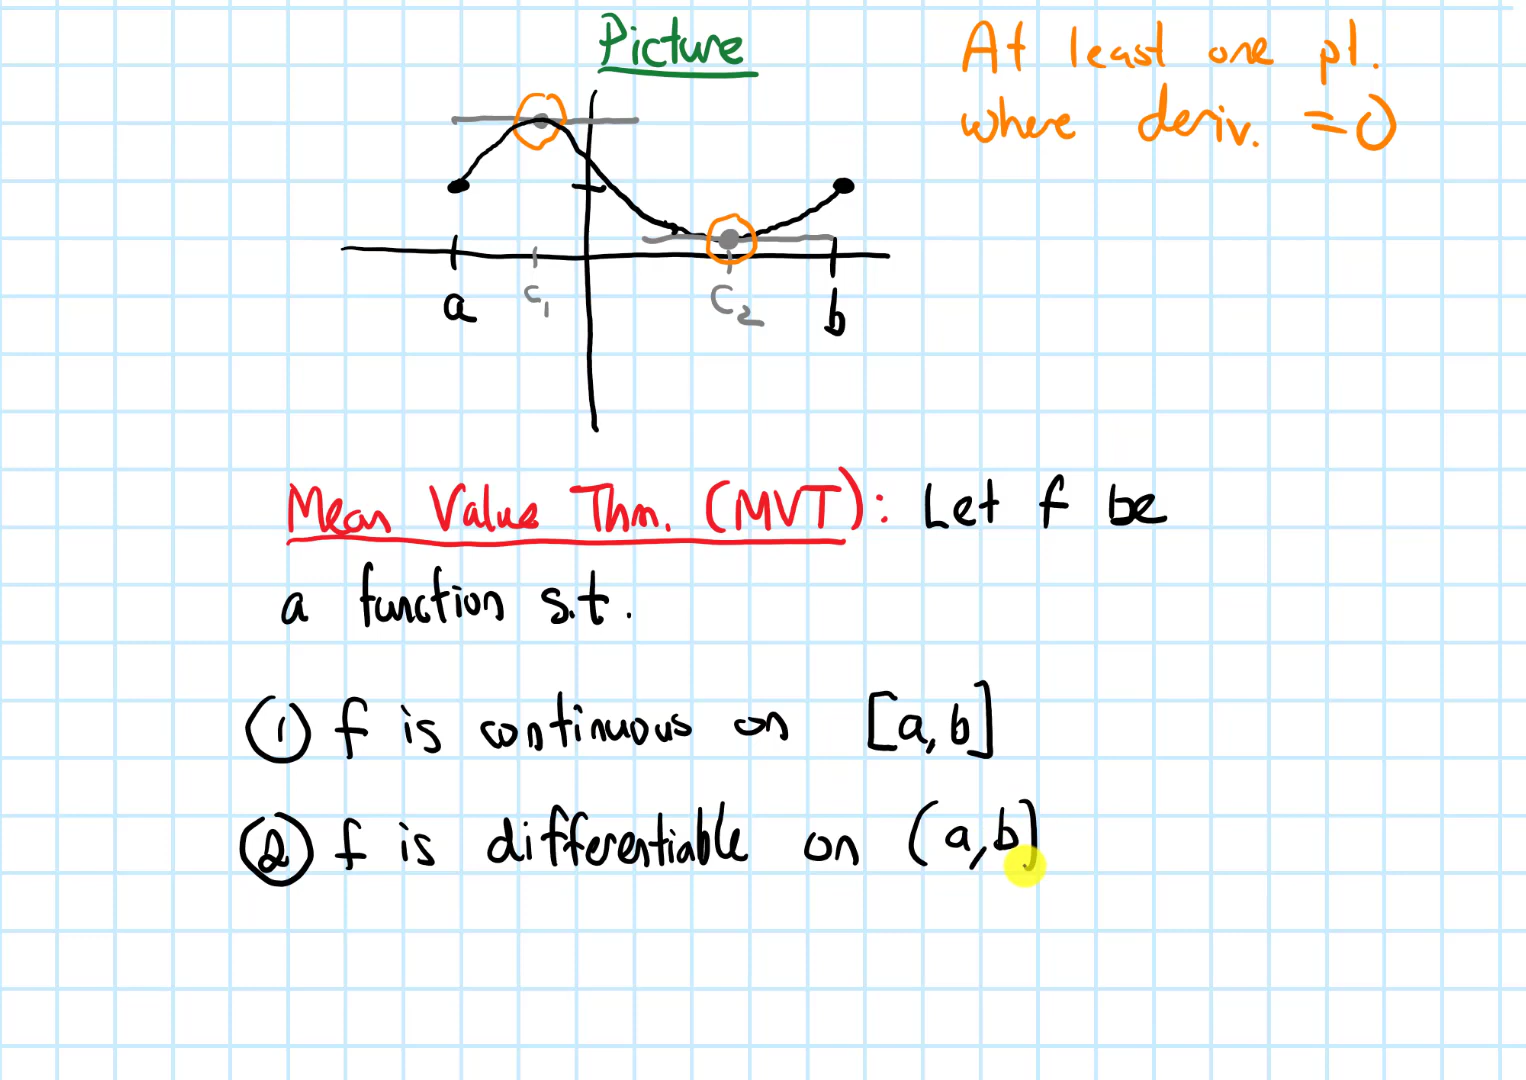 Picture
At least one pt.
where deriv. = 0
a c₁ C₂ b
Mean Value Thm. (MVT): Let f be
a function s.t.
① f is continuous on [a,b]
② f is differentiable on (a,b]